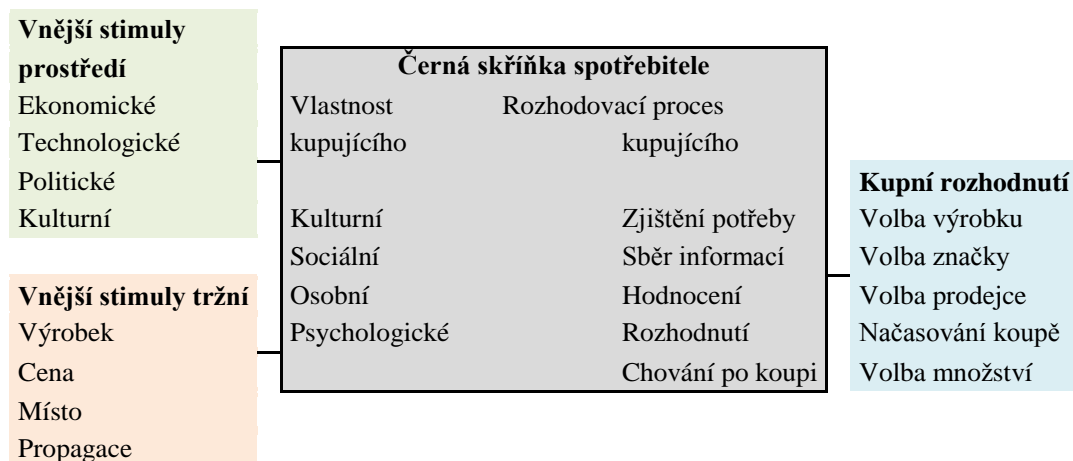 Vnější stimuly
prostředí
Ekonomické
Technologické
Politické
Kulturní
Vnější stimuly tržní
Výrobek
Cena
Místo
Propagace
Černá skříňka spotřebitele
Vlastnost Rozhodovací proces
kupujícího kupujícího
Kulturní Zjištění potřeby
Sociální Sběr informací
Osobní Hodnocení
Psychologické Rozhodnutí
Chování po koupi
Kupní rozhodnutí
Volba výrobku
Volba značky
Volba prodejce
Načasování koupě
Volba množství